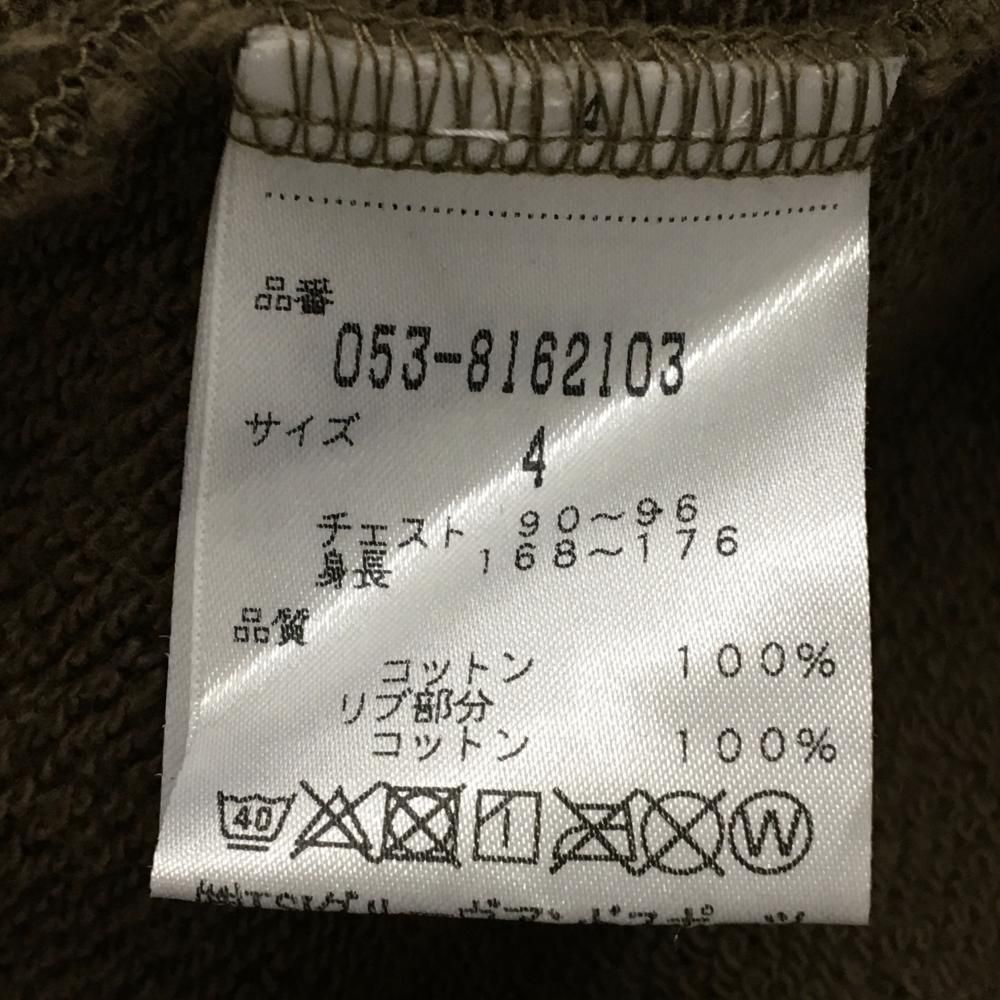 品番
053-8162103
サイズ
4
チェスト 90～96
身長 168～176
品質
コットン 100%
リブ部分
コットン 100%
40
W